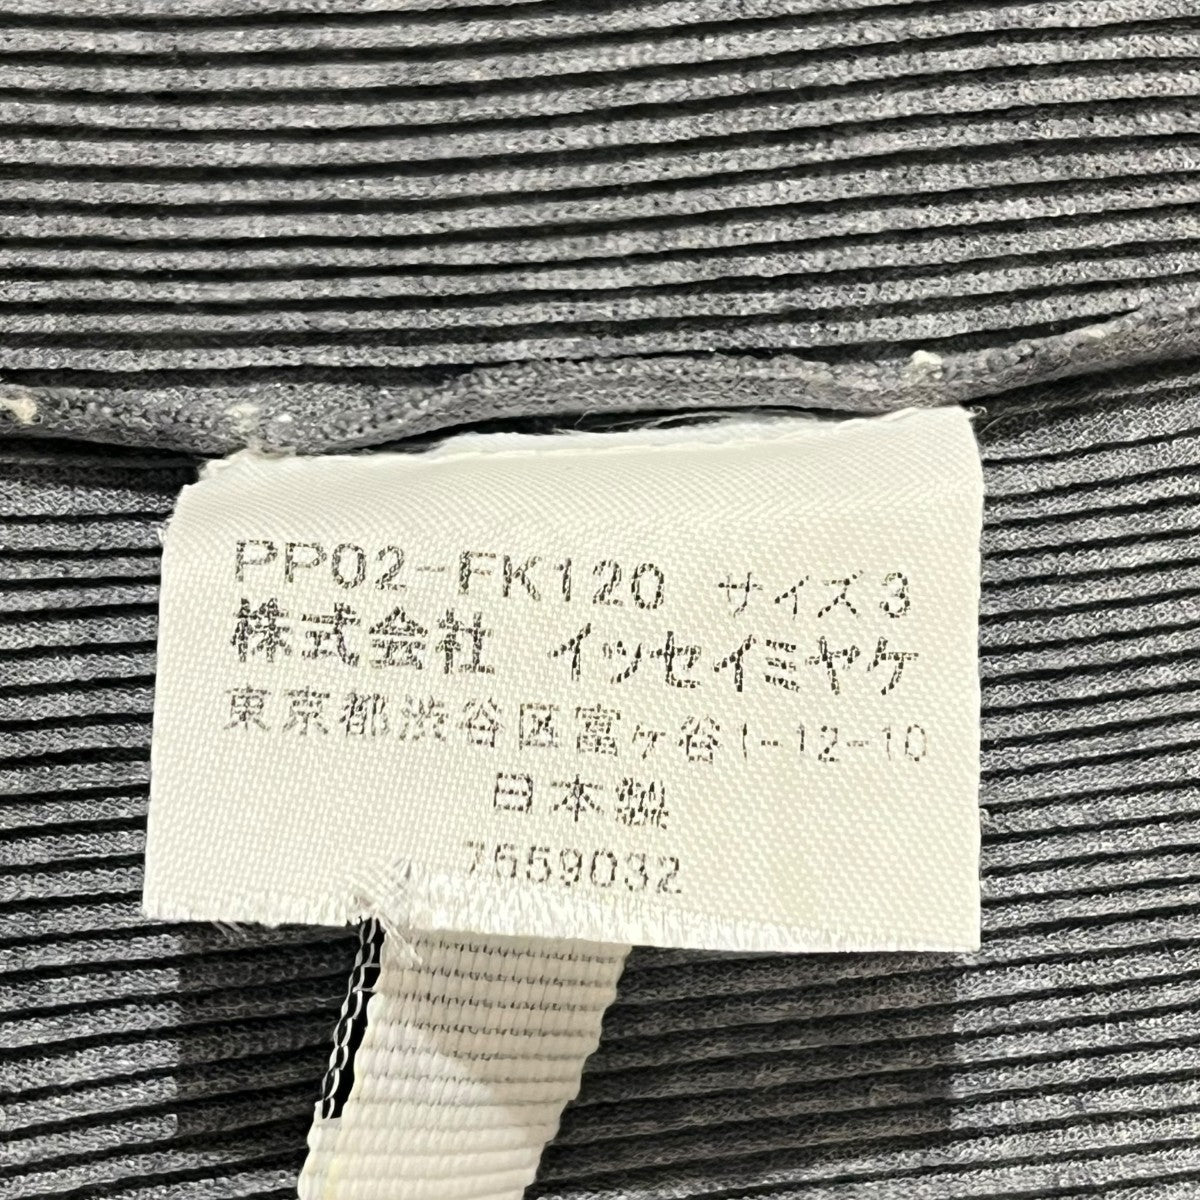 PP02-FK120 サイズ3
株式会社 イッセイミヤケ
東京都渋谷区富ヶ谷1-12-10
日本製
7659032